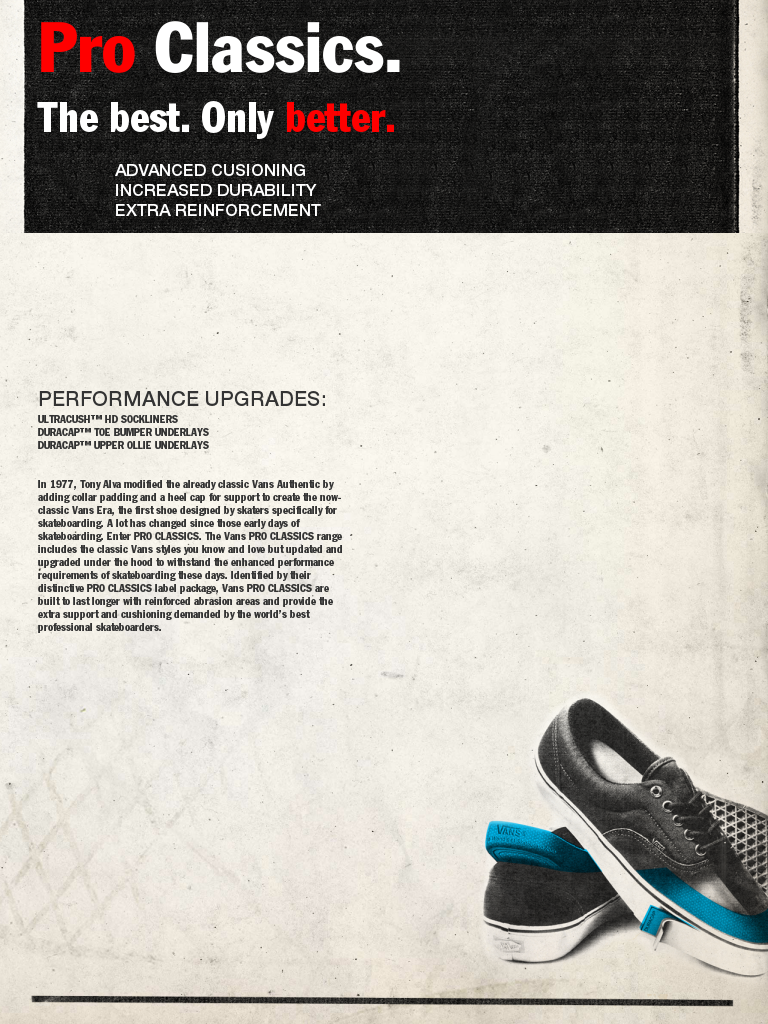 Pro Classics.
The best. Only better.
ADVANCED CUSIONING
INCREASED DURABILITY
EXTRA REINFORCEMENT
PERFORMANCE UPGRADES:
ULTRACUSH™ HD SOCKLINERS
DURACAP™ TOE BUMPER UNDERLAYS
DURACAP™ UPPER OLLIE UNDERLAYS
In 1977, Tony Alva modified the already classic Vans Authentic by
adding collar padding and a heel cap for support to create the now-
classic Vans Era, the first shoe designed by skaters specifically for
skateboarding. A lot has changed since those early days of
skateboarding. Enter PRO CLASSICS. The Vans PRO CLASSICS range
includes the classic Vans styles you know and love but updated and
upgraded under the hood to withstand the enhanced performance
requirements of skateboarding these days. Identified by their
distinctive PRO CLASSICS label package, Vans PRO CLASSICS are
built to last longer with reinforced abrasion areas and provide the
extra support and cushioning demanded by the world's best
professional skateboarders.
VANS